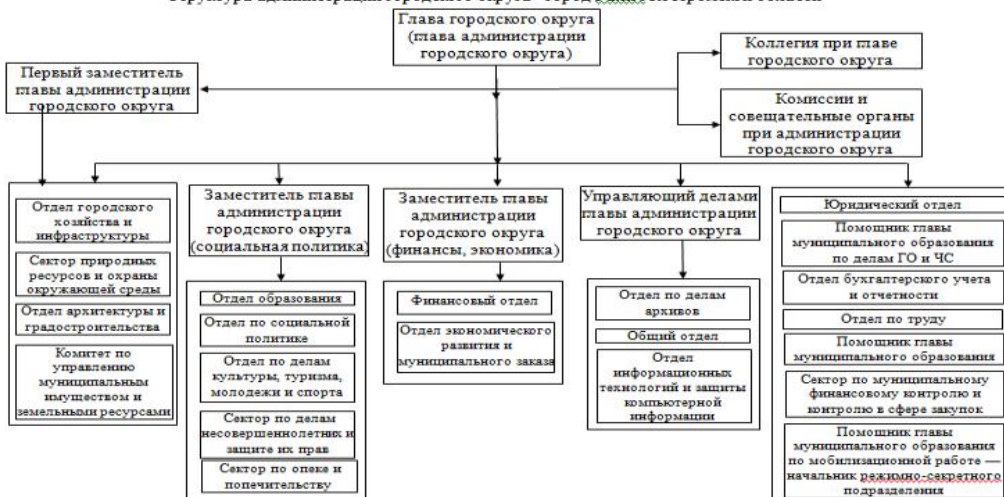 Глава городского округа
(глава администрации
городского округа)
Коллегия при главе
городского округа
Первый заместитель
главы администрации
городского округа
Комиссии и
совещательные органы
при администрации
городского округа
Отдел городского
хозяйства и
инфраструктуры
Сектор природных
ресурсов и охраны
окружающей среды
Отдел архитектуры и
градостроительства
Комитет по
управлению
муниципальным
имуществом и
земельными ресурсами
Заместитель главы
администрации
городского округа
(социальная политика)
Отдел образования
Отдел по социальной
политике
Отдел по делам
культуры, туризма,
молодежи и спорта
Сектор по делам
несовершеннолетних и
защите их прав
Сектор по опеке и
попечительству
Заместитель главы
администрации
городского округа
(финансы, экономика)
Финансовый отдел
Отдел экономического
развития и
муниципального заказа
Управляющий делами
главы администрации
городского округа
Отдел по делам
архивов
Общий отдел
Отдел
информационных
технологий и защиты
компьютерной
информации
Юридический отдел
Помощник главы
муниципального образования
по делам ГО и ЧС
Отдел бухгалтерского учета
и отчетности
Отдел по труду
Помощник главы
муниципального образования
Сектор по муниципальному
финансовому контролю и
контролю в сфере закупок
Помощник главы
муниципального образования
по мобилизационной работе —
начальник режимно-секретного
подразделения